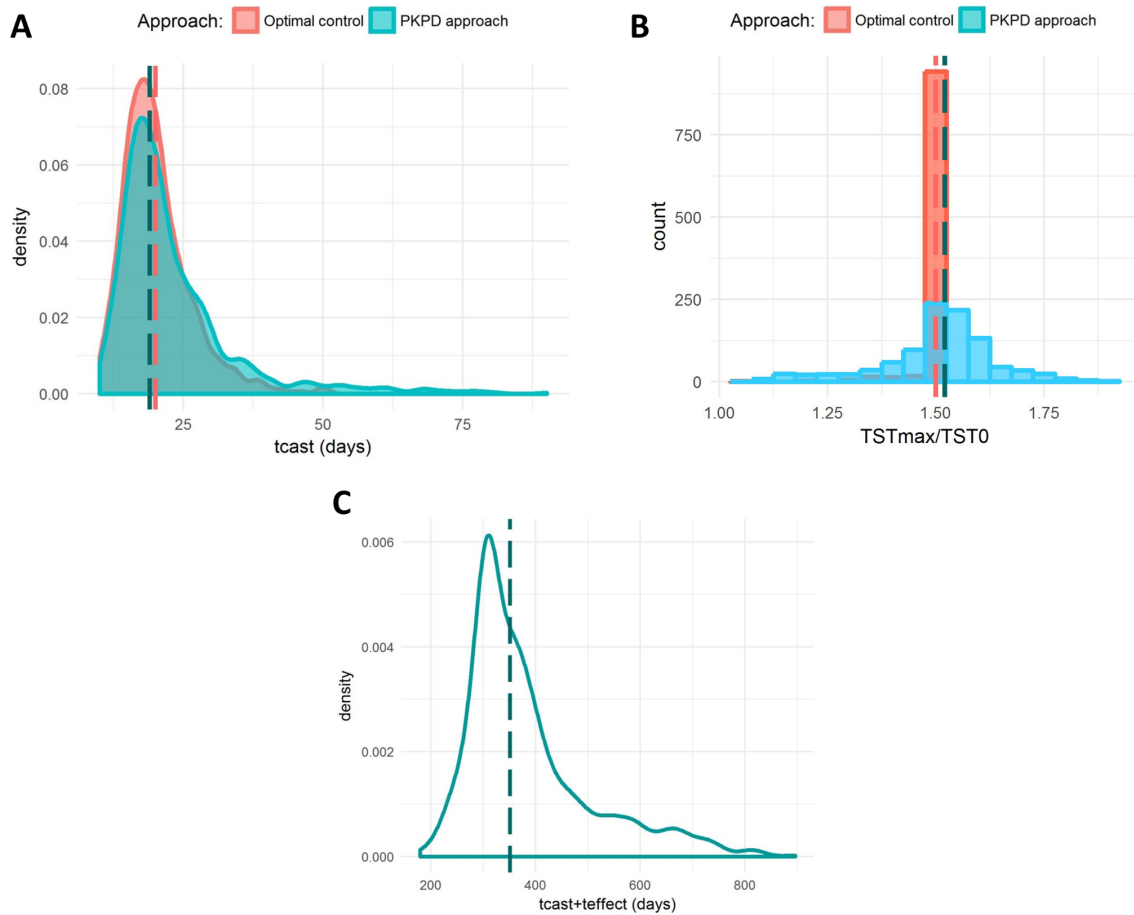 A
Approach: Optimal control PKPD approach
density
0.08
0.06
0.04
0.02
0.00
25 50 75
tcast (days)
B
Approach: Optimal control PKPD approach
count
750
500
250
0
1.00 1.25 1.50 1.75
TSTmax/TST0
C
density
0.006
0.004
0.002
0.000
200 400 600 800
tcast+teffect (days)